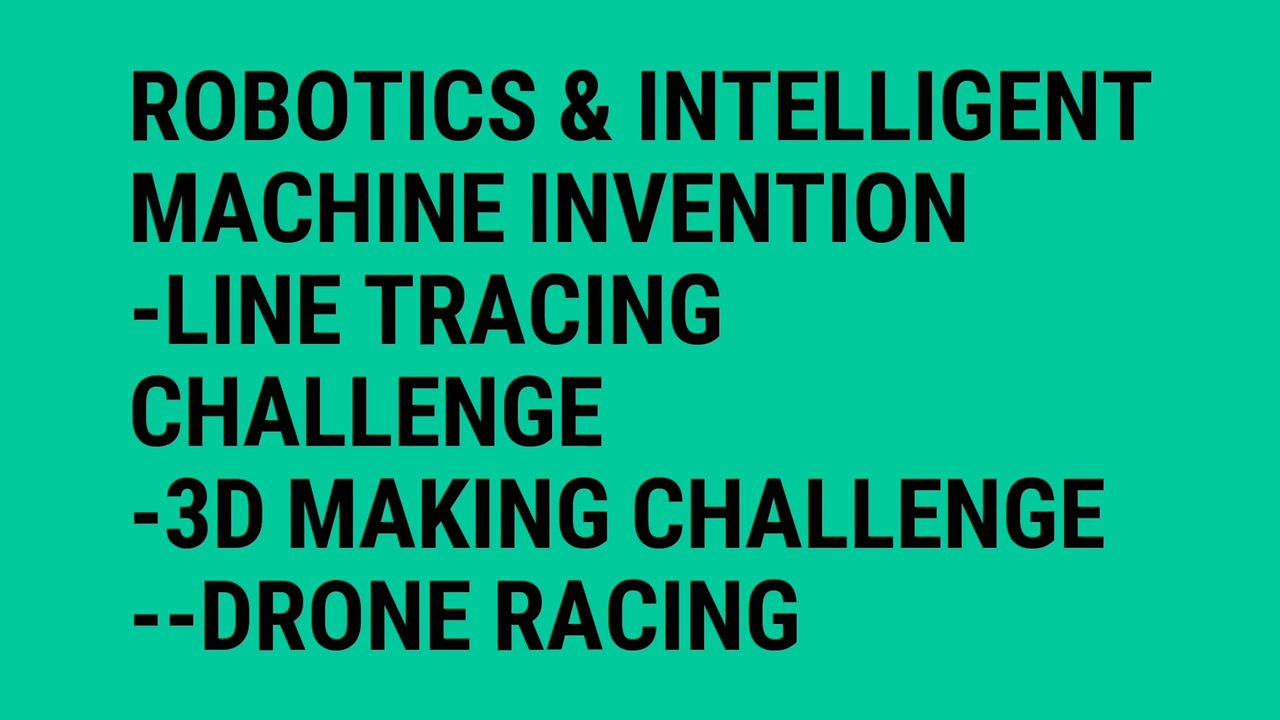 ROBOTICS & INTELLIGENT
MACHINE INVENTION
-LINE TRACING
CHALLENGE
-3D MAKING CHALLENGE
--DRONE RACING